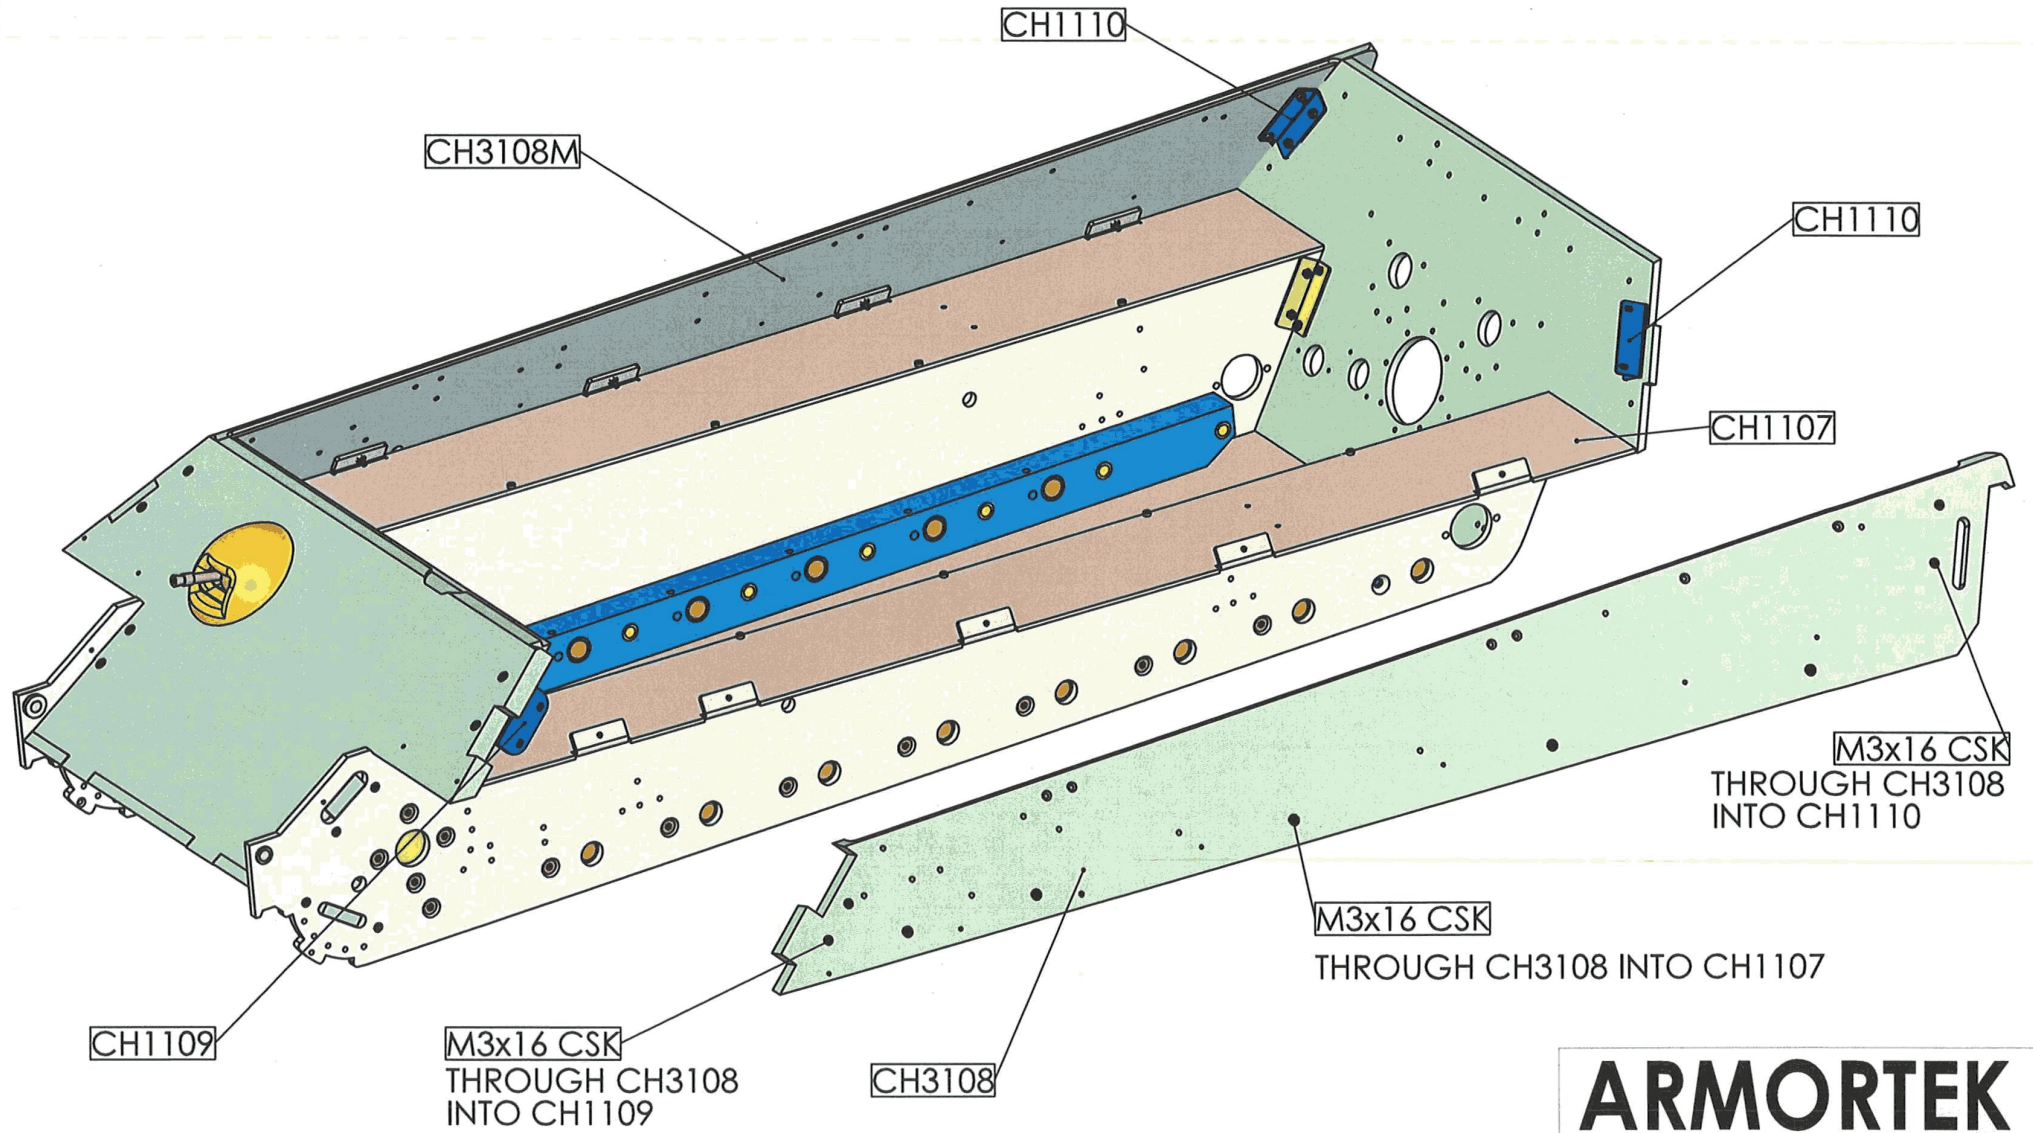 CH1110
CH3108M
CH1110
CH1107
M3x16 CSK
THROUGH CH3108
INTO CH1110
M3x16 CSK
THROUGH CH3108 INTO CH1107
CH1109
M3x16 CSK
THROUGH CH3108
INTO CH1109
CH3108
ARMORTEK